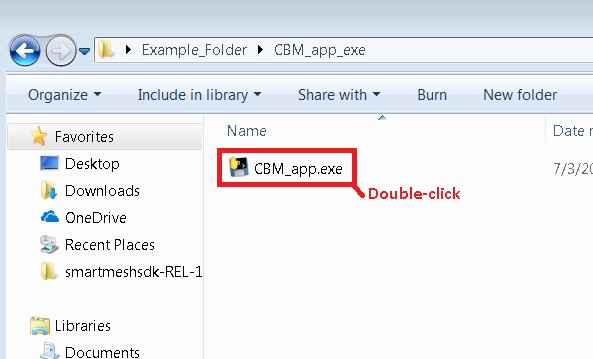 Example_Folder CBM_app_exe
Organize Include in library Share with Burn New folder
Favorites
Desktop
Downloads
OneDrive
Recent Places
smartmeshsdk-REL-1
Libraries
Documents
Name Date m
CBM_app.exe 7/3/20
Double-click